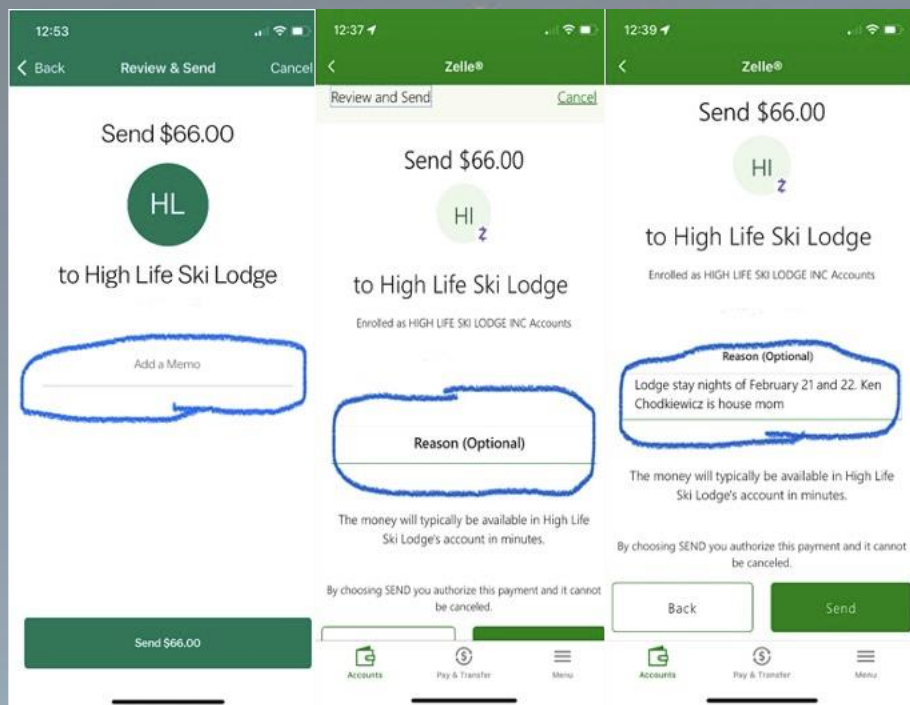 12:53
Back Review & Send Cancel
Send $66.00
HL
to High Life Ski Lodge
Add a Memo
Send $66.00
12:37
Zelle®
Review and Send Cancel
Send $66.00
HI
to High Life Ski Lodge
Enrolled as HIGH LIFE SKI LODGE INC Accounts
Reason (Optional)
The money will typically be available in High Life
Ski Lodge's account in minutes.
By choosing SEND you authorize this payment and it cannot
be canceled.
Accounts Pay & Transfer Menu
12:39
Zelle®
Send $66.00
HI
to High Life Ski Lodge
Enrolled as HIGH LIFE SKI LODGE INC Accounts
Reason (Optional)
Lodge stay nights of February 21 and 22. Ken
Chodkiewicz is house mom
The money will typically be available in High Life
Ski Lodge's account in minutes.
By choosing SEND you authorize this payment and it cannot
be canceled.
Back Send
Accounts Pay & Transfer Menu